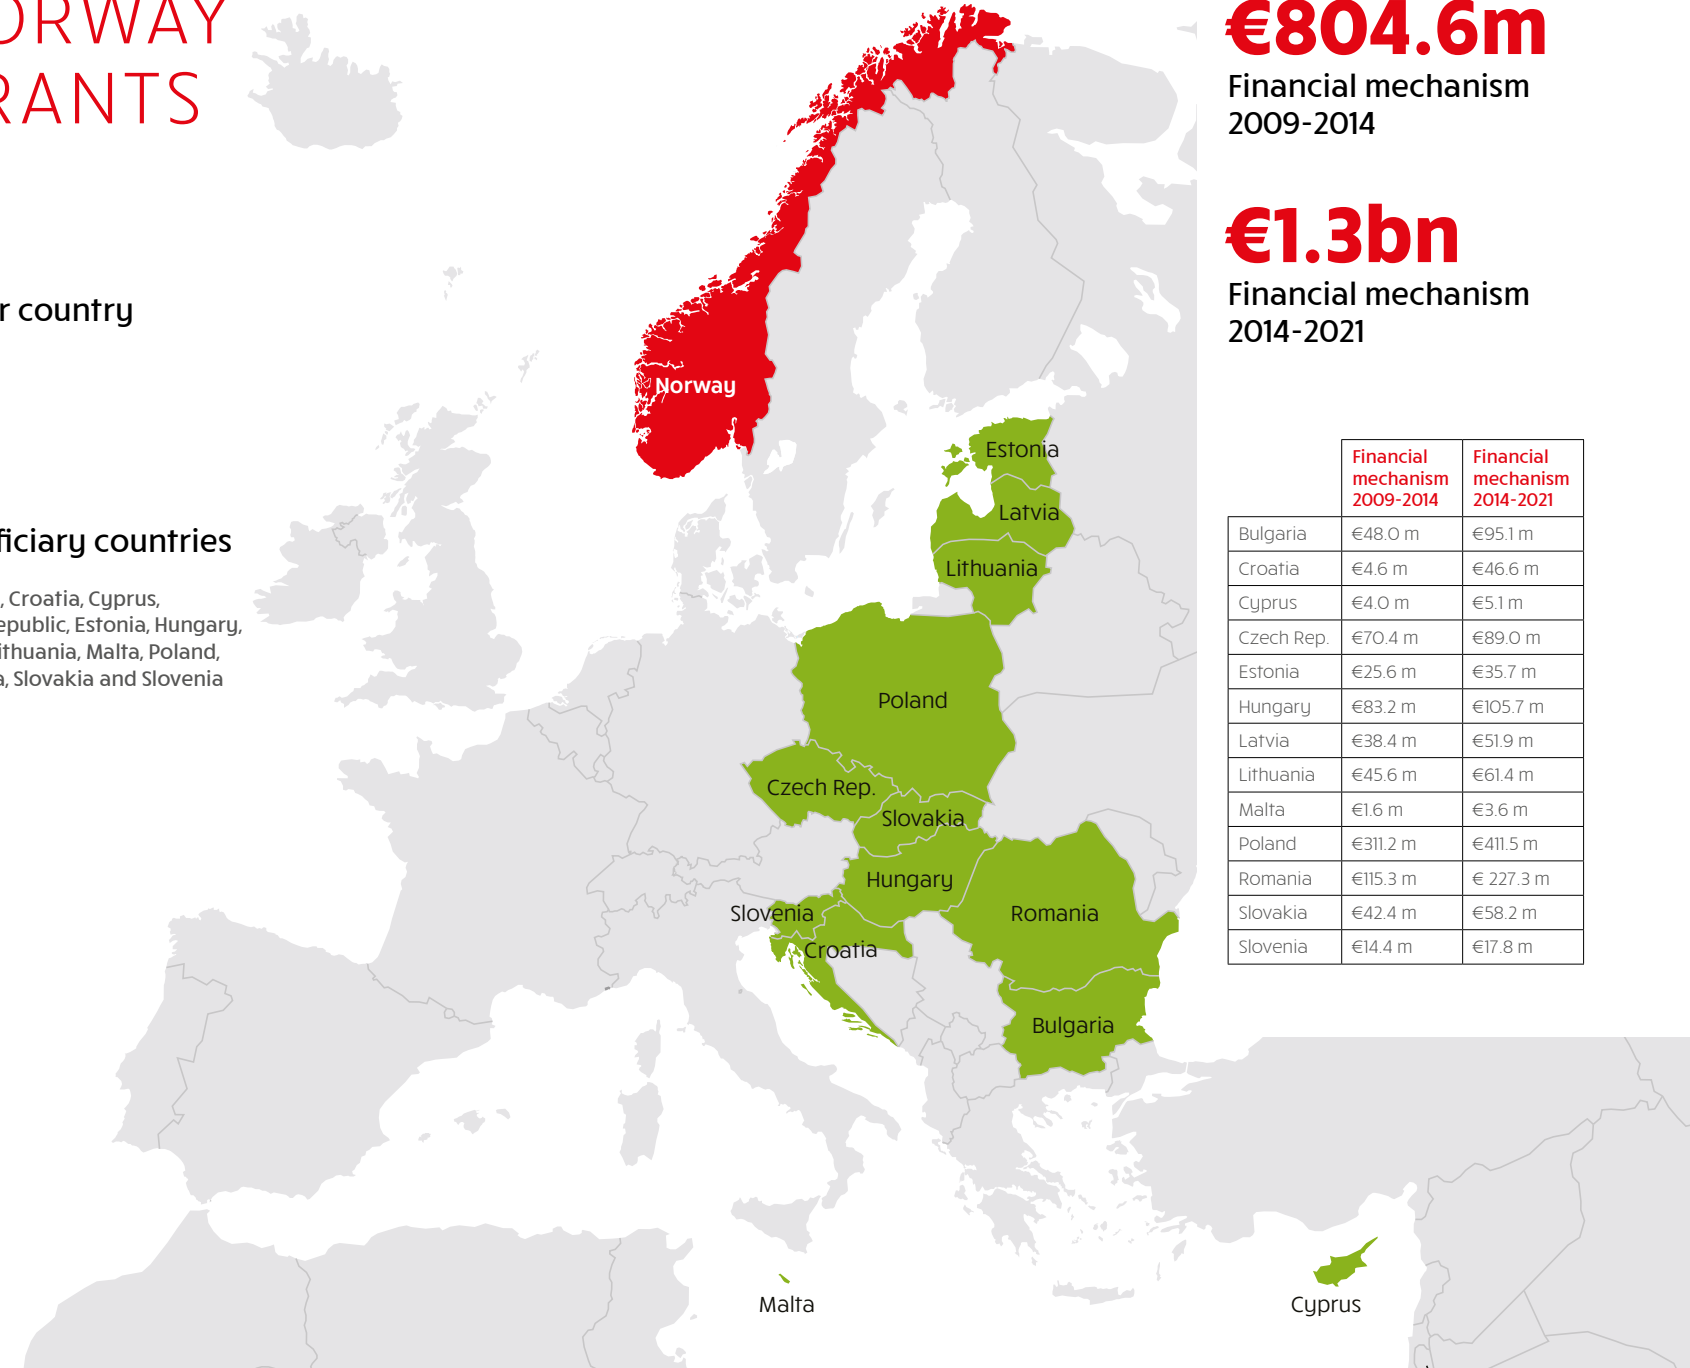 ORWAY
RANTS
r country
ficiary countries
, Croatia, Cyprus,
epublic, Estonia, Hungary,
ithuania, Malta, Poland,
a, Slovakia and Slovenia
Norway
Estonia
Latvia
Lithuania
Poland
Czech Rep.
Slovakia
Hungary
Slovenia
Croatia
Romania
Bulgaria
Malta
Cyprus
€804.6m
Financial mechanism
2009-2014
€1.3bn
Financial mechanism
2014-2021
Financial mechanism 2009-2014 Financial mechanism 2014-2021
Bulgaria €48.0 m €95.1 m
Croatia €4.6 m €46.6 m
Cyprus €4.0 m €5.1 m
Czech Rep. €70.4 m €89.0 m
Estonia €25.6 m €35.7 m
Hungary €83.2 m €105.7 m
Latvia €38.4 m €51.9 m
Lithuania €45.6 m €61.4 m
Malta €1.6 m €3.6 m
Poland €311.2 m €411.5 m
Romania €115.3 m € 227.3 m
Slovakia €42.4 m €58.2 m
Slovenia €14.4 m €17.8 m